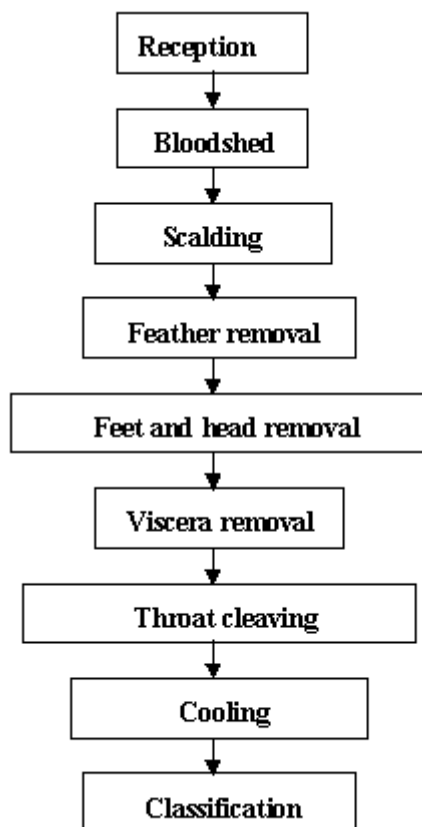 Reception
Bloodshed
Scalding
Feather removal
Feet and head removal
Viscera removal
Throat cleaving
Cooling
Classification